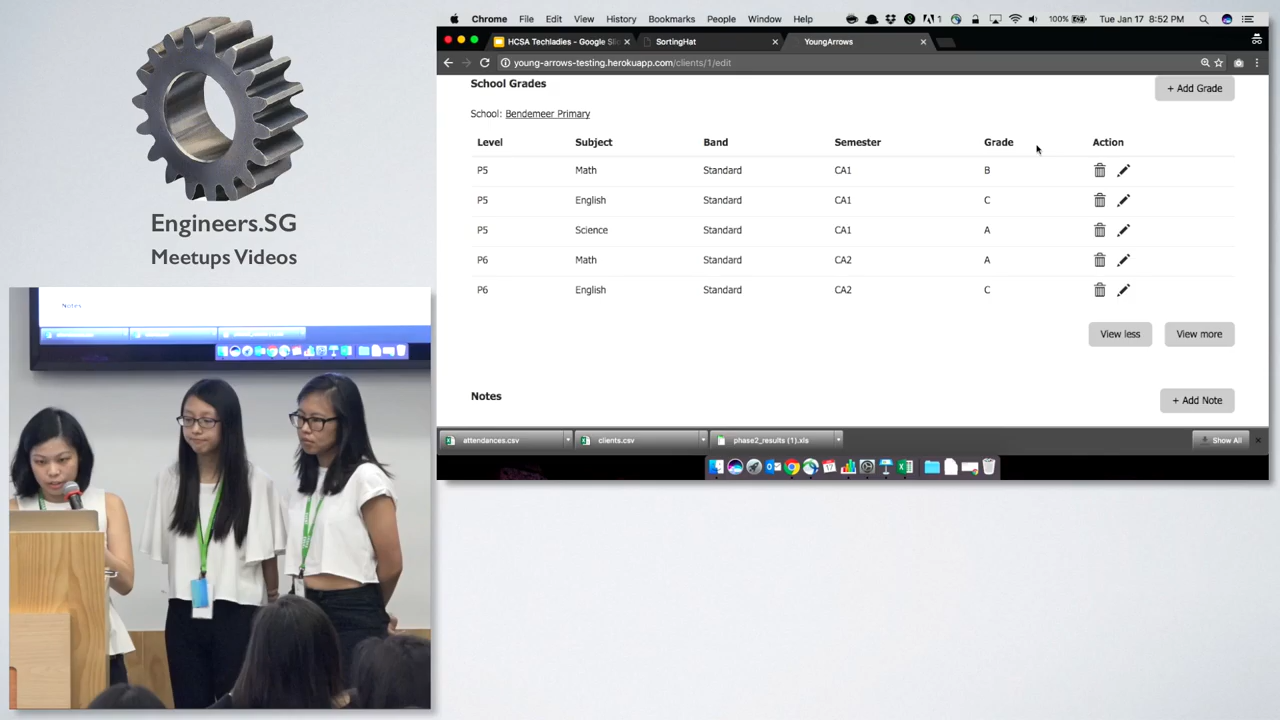 Engineers.SG
Meetups Videos
Notes
Chrome File Edit View History Bookmarks People Window Help 100% Tue Jan 17 8:52 PM
HCSA Techladies - Google Sli SortingHat YoungArrows
young-arrows-testing.herokuapp.com/clients/1/edit
School Grades + Add Grade
School: Bendemeer Primary
Level Subject Band Semester Grade Action
P5 Math Standard CA1 B
P5 English Standard CA1 C
P5 Science Standard CA1 A
P6 Math Standard CA2 A
P6 English Standard CA2 C
View less View more
Notes + Add Note
attendances.csv clients.csv phase2_results (1).xls Show All